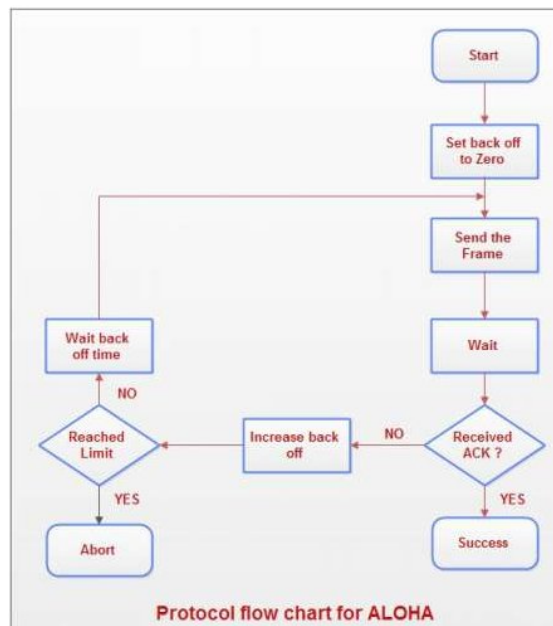 Start
Set back off
to Zero
Send the
Frame
Wait back
off time
Wait
NO
Reached
Limit
Increase back
off
NO
Received
ACK ?
YES
YES
Abort
Success
Protocol flow chart for ALOHA